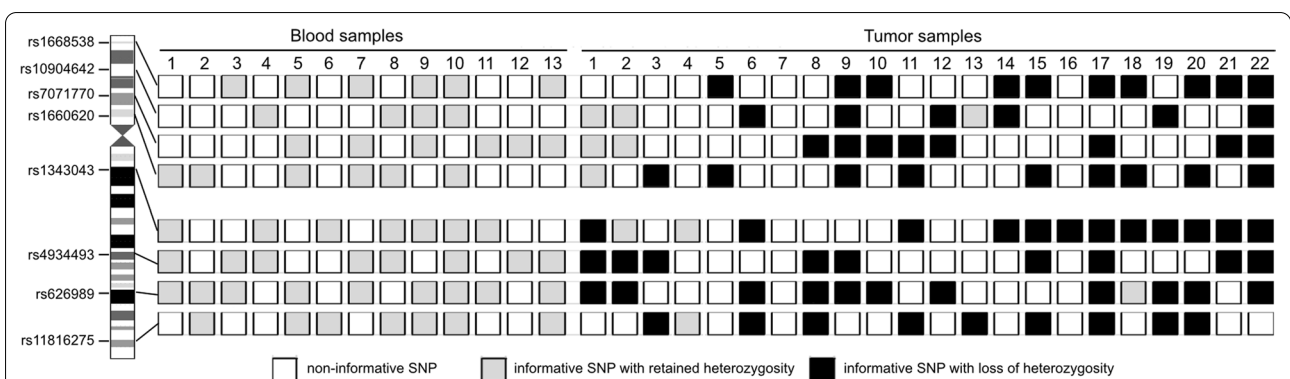 Blood samples
Tumor samples
1 2 3 4 5 6 7 8 9 10 11 12 13
1 2 3 4 5 6 7 8 9 10 11 12 13 14 15 16 17 18 19 20 21 22
rs1668538
rs10904642
rs7071770
rs1660620
rs1343043
rs4934493
rs626989
rs11816275
non-informative SNP
informative SNP with retained heterozygosity
informative SNP with loss of heterozygosity